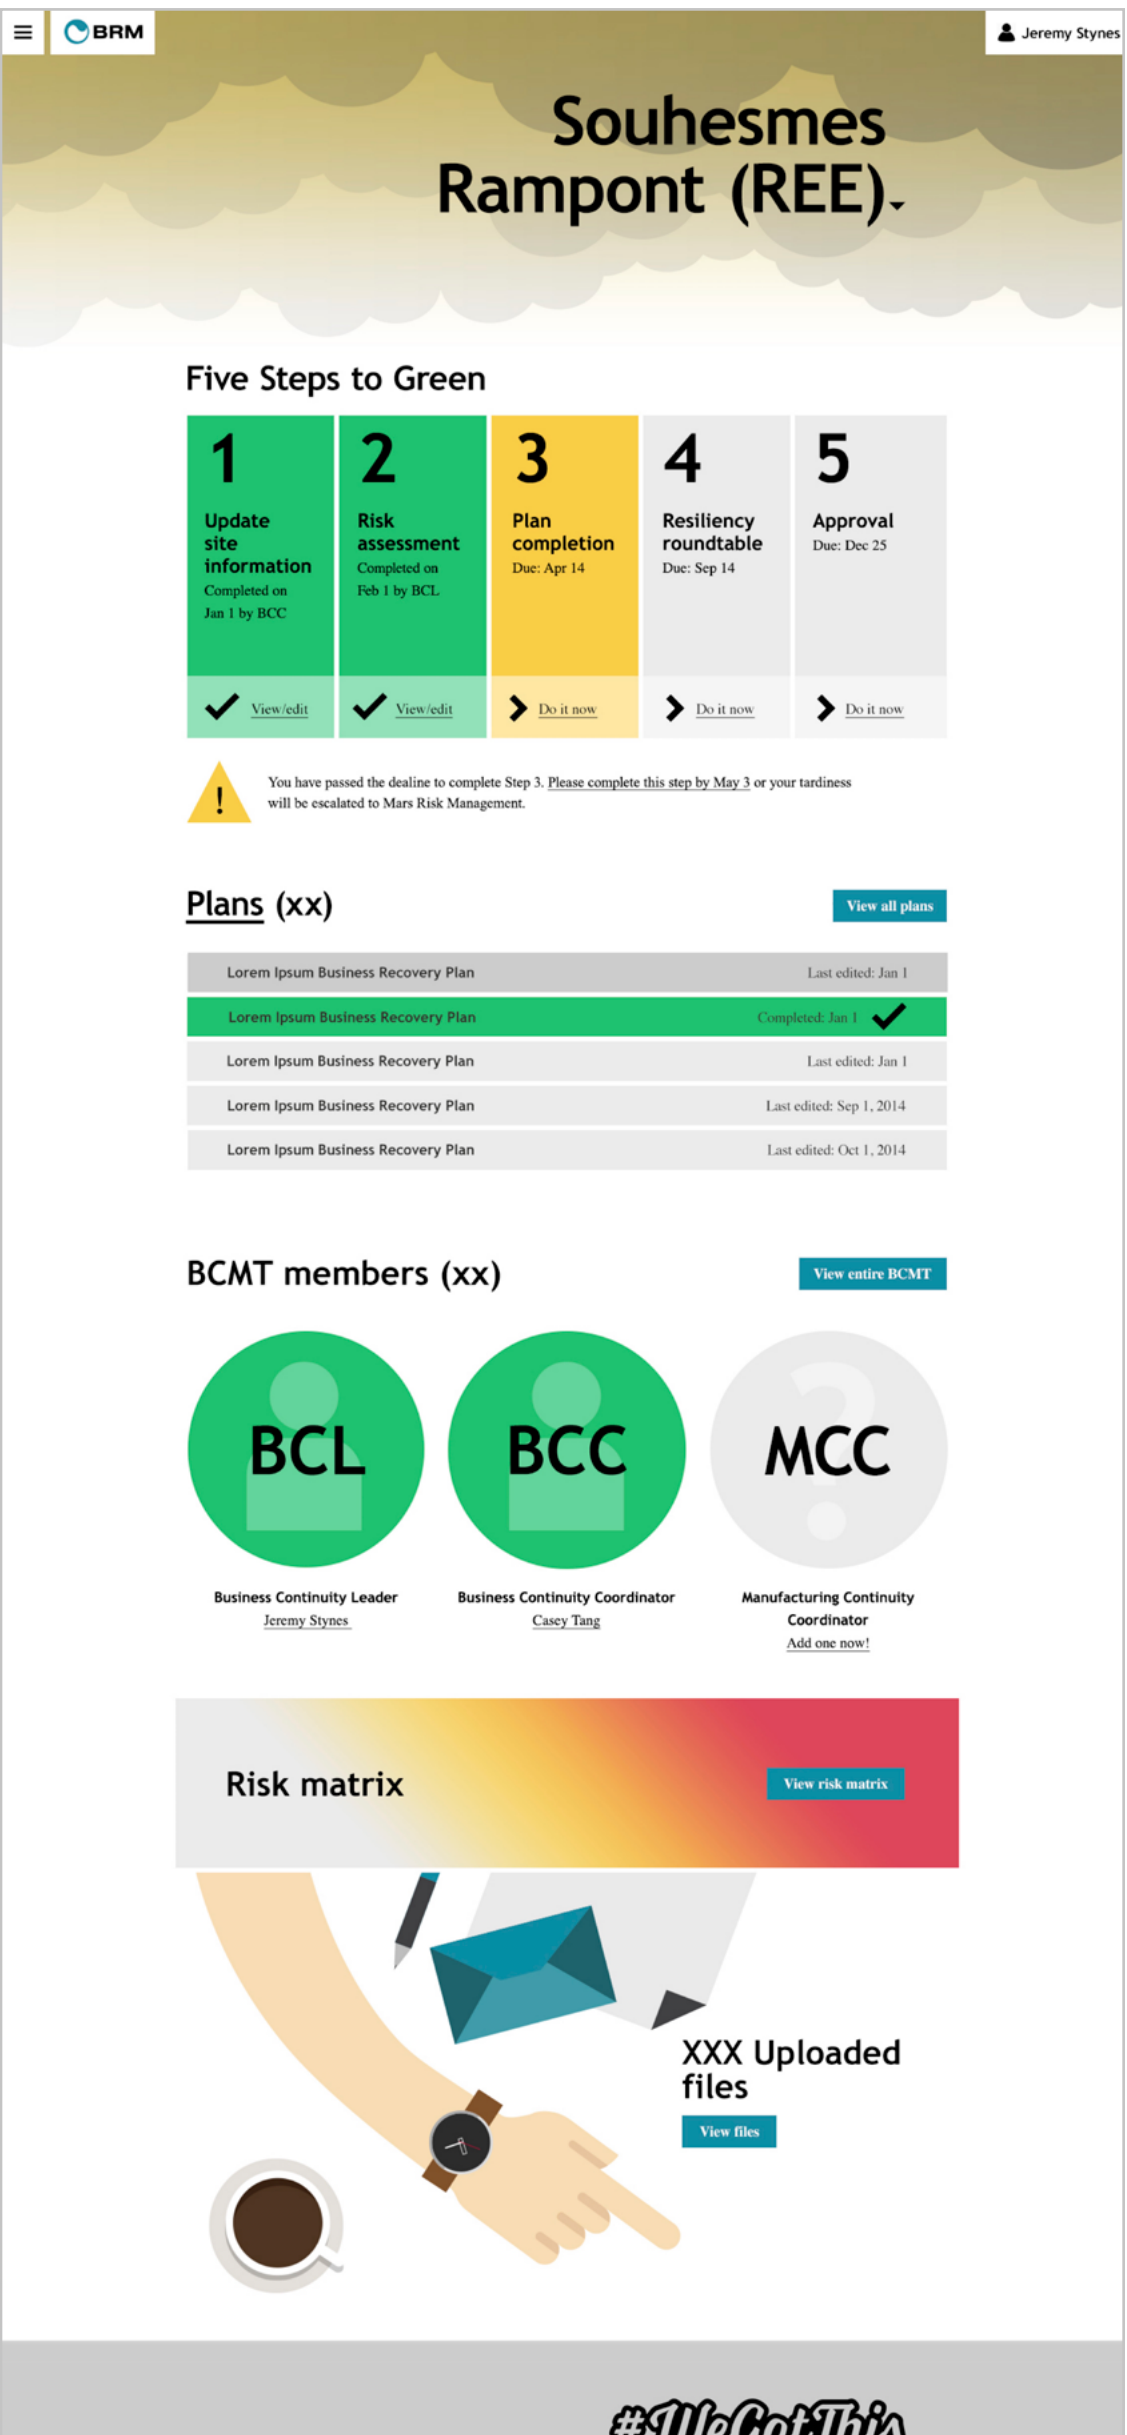 BRM
Jeremy Stynes
Souhesmes
Rampont (REE)
Five Steps to Green
1
Update
site
information
Completed on
Jan 1 by BCC
View/edit
2
Risk
assessment
Completed on
Feb 1 by BCL
View/edit
3
Plan
completion
Due: Apr 14
Do it now
4
Resiliency
roundtable
Due: Sep 14
Do it now
5
Approval
Due: Dec 25
Do it now
!
You have passed the dealine to complete Step 3. Please complete this step by May 3 or your tardiness
will be escalated to Mars Risk Management.
Plans (xx)
View all plans
Lorem Ipsum Business Recovery Plan Last edited: Jan 1
Lorem Ipsum Business Recovery Plan Completed: Jan 1
Lorem Ipsum Business Recovery Plan Last edited: Jan 1
Lorem Ipsum Business Recovery Plan Last edited: Sep 1, 2014
Lorem Ipsum Business Recovery Plan Last edited: Oct 1, 2014
BCMT members (xx)
View entire BCMT
BCL
Business Continuity Leader
Jeremy Stynes
BCC
Business Continuity Coordinator
Casey Tang
?
MCC
Manufacturing Continuity
Coordinator
Add one now!
Risk matrix
View risk matrix
XXX Uploaded
files
View files
#WeGotThis